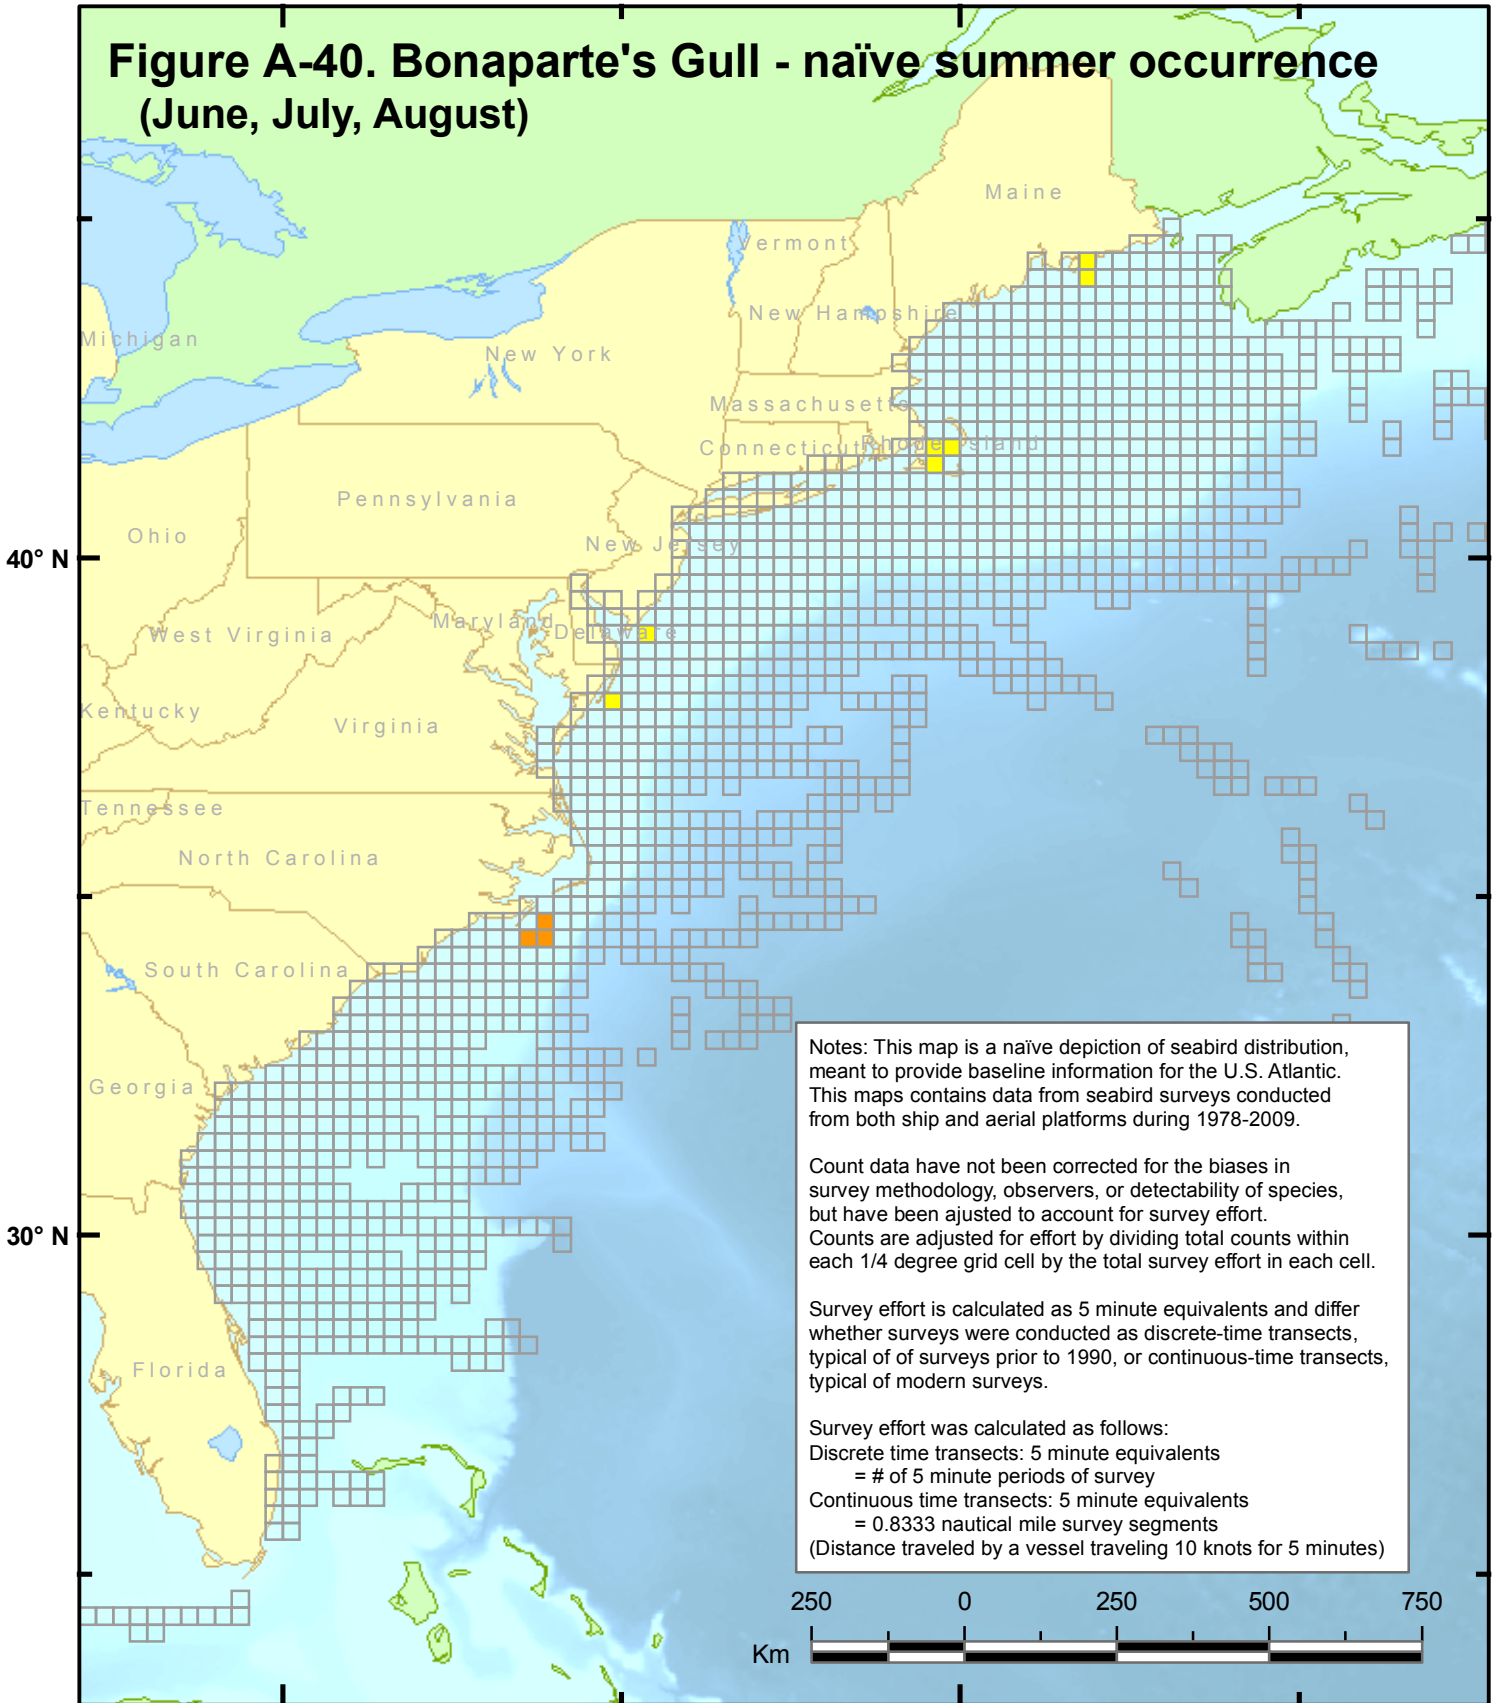 Figure A-40. Bonaparte's Gull - naïve summer occurrence
(June, July, August)
Maine
Vermont
New Hampshire
Michigan
New York
Massachusetts
Connecticut
Rhode Island
Pennsylvania
Ohio
New Jersey
40° N
Maryland
Delaware
West Virginia
Kentucky
Virginia
Tennessee
North Carolina
South Carolina
Georgia
30° N
Florida
Notes: This map is a naïve depiction of seabird distribution,
meant to provide baseline information for the U.S. Atlantic.
This maps contains data from seabird surveys conducted
from both ship and aerial platforms during 1978-2009.
Count data have not been corrected for the biases in
survey methodology, observers, or detectability of species,
but have been ajusted to account for survey effort.
Counts are adjusted for effort by dividing total counts within
each 1/4 degree grid cell by the total survey effort in each cell.
Survey effort is calculated as 5 minute equivalents and differ
whether surveys were conducted as discrete-time transects,
typical of of surveys prior to 1990, or continuous-time transects,
typical of modern surveys.
Survey effort was calculated as follows:
Discrete time transects: 5 minute equivalents
= # of 5 minute periods of survey
Continuous time transects: 5 minute equivalents
= 0.8333 nautical mile survey segments
(Distance traveled by a vessel traveling 10 knots for 5 minutes)
250 0 250 500 750
Km